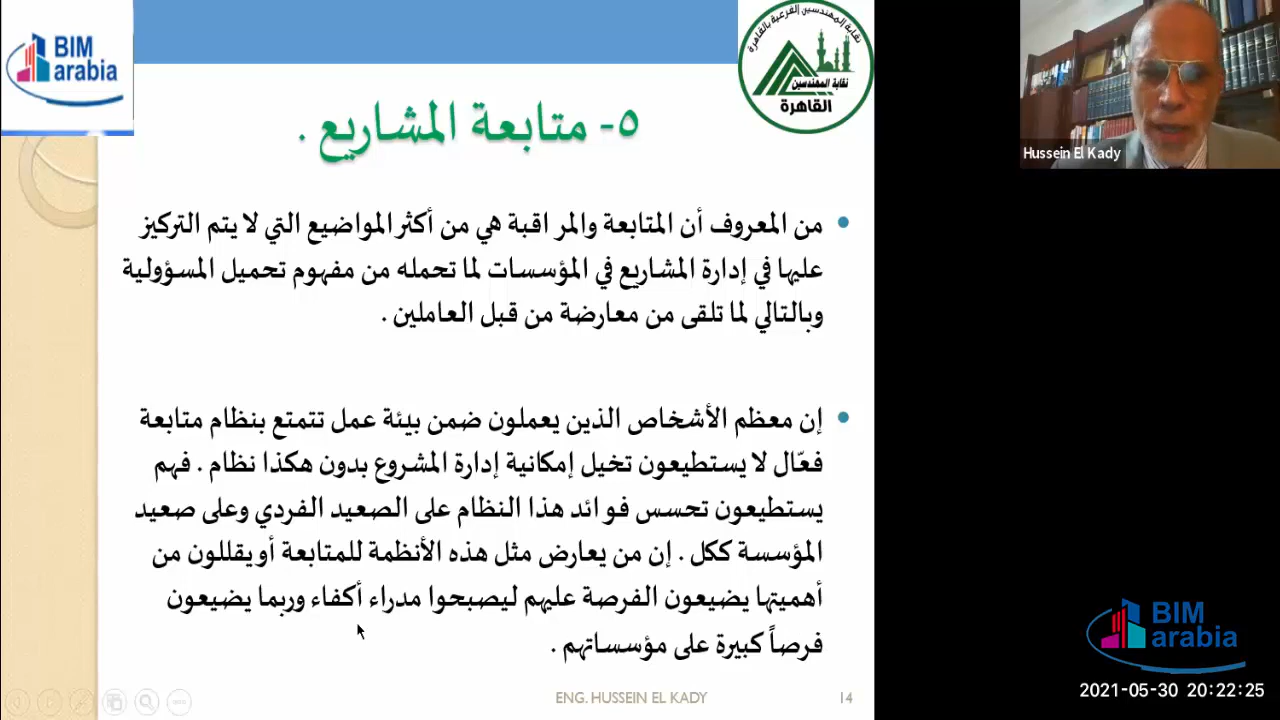 BIM
arabia
نقابة المهندسين الفرعية بالقاهرة
نقابة المهندسين
القاهرة
Hussein El Kady
٥- متابعة المشاريع .
من المعروف أن المتابعة والمراقبة هي من أكثر المواضيع التي لا يتم التركيز
عليها في إدارة المشاريع في المؤسسات لما تحمله من مفهوم تحميل المسؤولية
وبالتالي لما تلقى من معارضة من قبل العاملين .
إن معظم الأشخاص الذين يعملون ضمن بيئة عمل تتمتع بنظام متابعة
فعّال لا يستطيعون تخيل إمكانية إدارة المشروع بدون هكذا نظام . فهم
يستطيعون تحسس فوائد هذا النظام على الصعيد الفردي وعلى صعيد
المؤسسة ككل . إن من يعارض مثل هذه الأنظمة للمتابعة أو يقللون من
أهميتها يضيعون الفرصة عليهم ليصبحوا مدراء أكفاء وربما يضيعون
فرصاً كبيرة على مؤسساتهم .
ENG. HUSSEIN EL KADY
14
BIM
arabia
2021-05-30 20:22:25